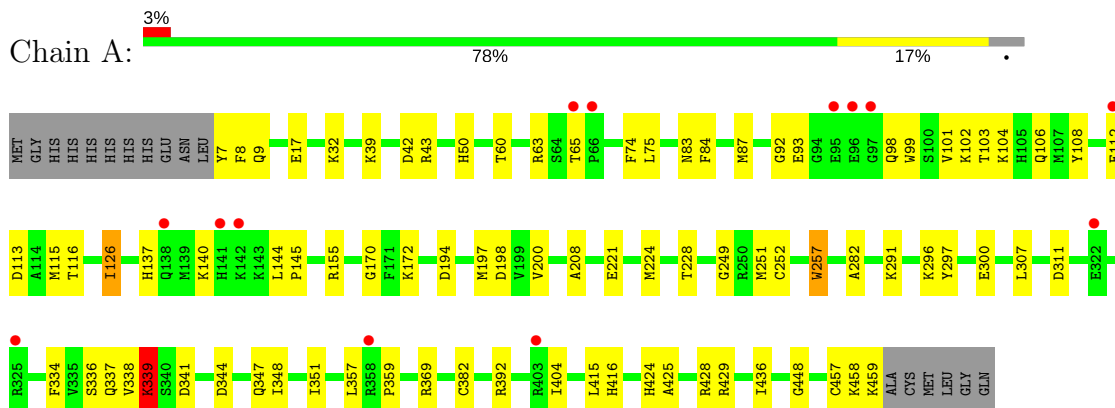 3%
Chain A:
78% 17% •
MET GLY HIS HIS HIS HIS HIS HIS GLU ASN LEU Y7 F8 Q9 E17 K32 K39 D42 R43 H50 T60 R63 S64 T65 P66 F74 L75 N83 F84 M87 G92 E93 G94 E95 E96 G97 Q98 W99 S100 V101 K102 T103 K104 H105 Q106 M107 Y108
D113 A114 M115 T116 I126 H137 Q138 M139 K140 H141 K142 K143 L144 P145 R155 G170 F171 K172 D194 M197 D198 V199 V200 A208 E221 M224 T228 G249 R250 M251 C252 W257 A282 K291 K296 Y297 E300 L307 D311 E322
R325 F334 V335 S336 Q337 V338 K339 S340 D341 D344 Q347 I348 I351 L357 R358 P359 R369 C382 R392 R403 I404 L415 H416 H424 A425 R428 R429 I436 G448 C457 K458 K459 ALA CYS MET LEU GLY GLN